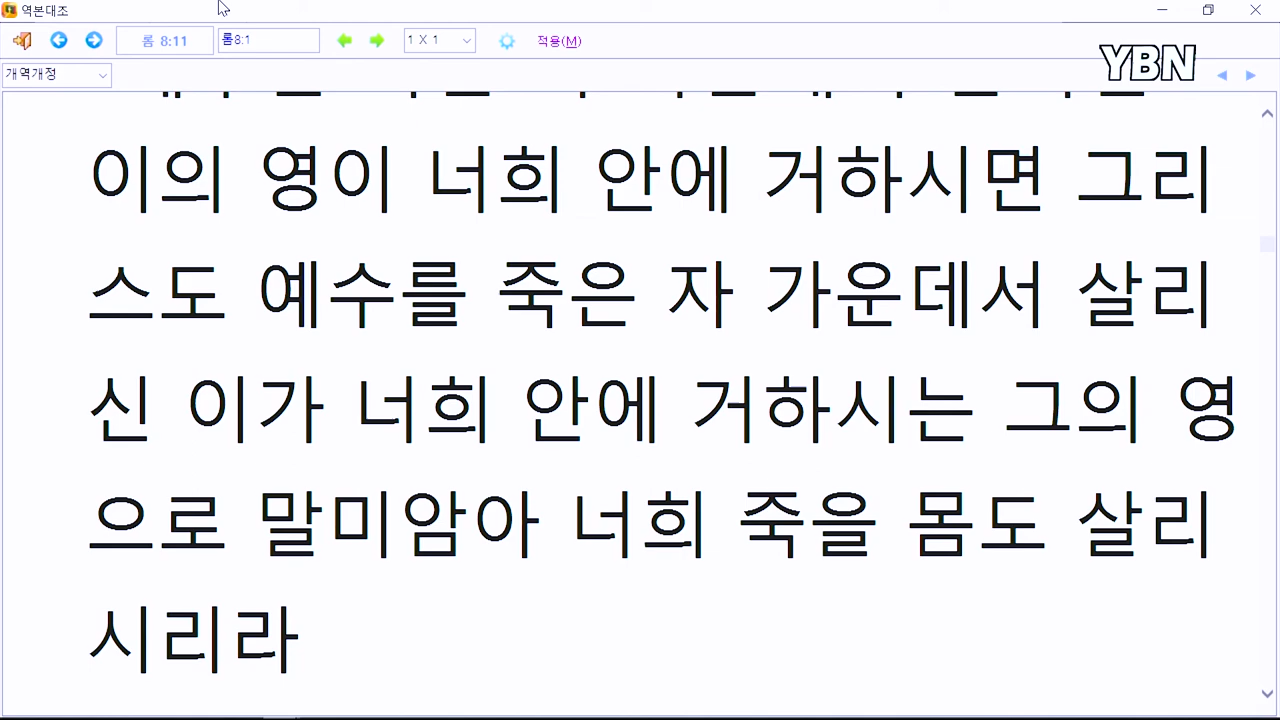 역본대조
롬 8:11 롬8:1 1 X 1 적용(M)
YBN
개역개정
이의 영이 너희 안에 거하시면 그리
스도 예수를 죽은 자 가운데서 살리
신 이가 너희 안에 거하시는 그의 영
으로 말미암아 너희 죽을 몸도 살리
시리라